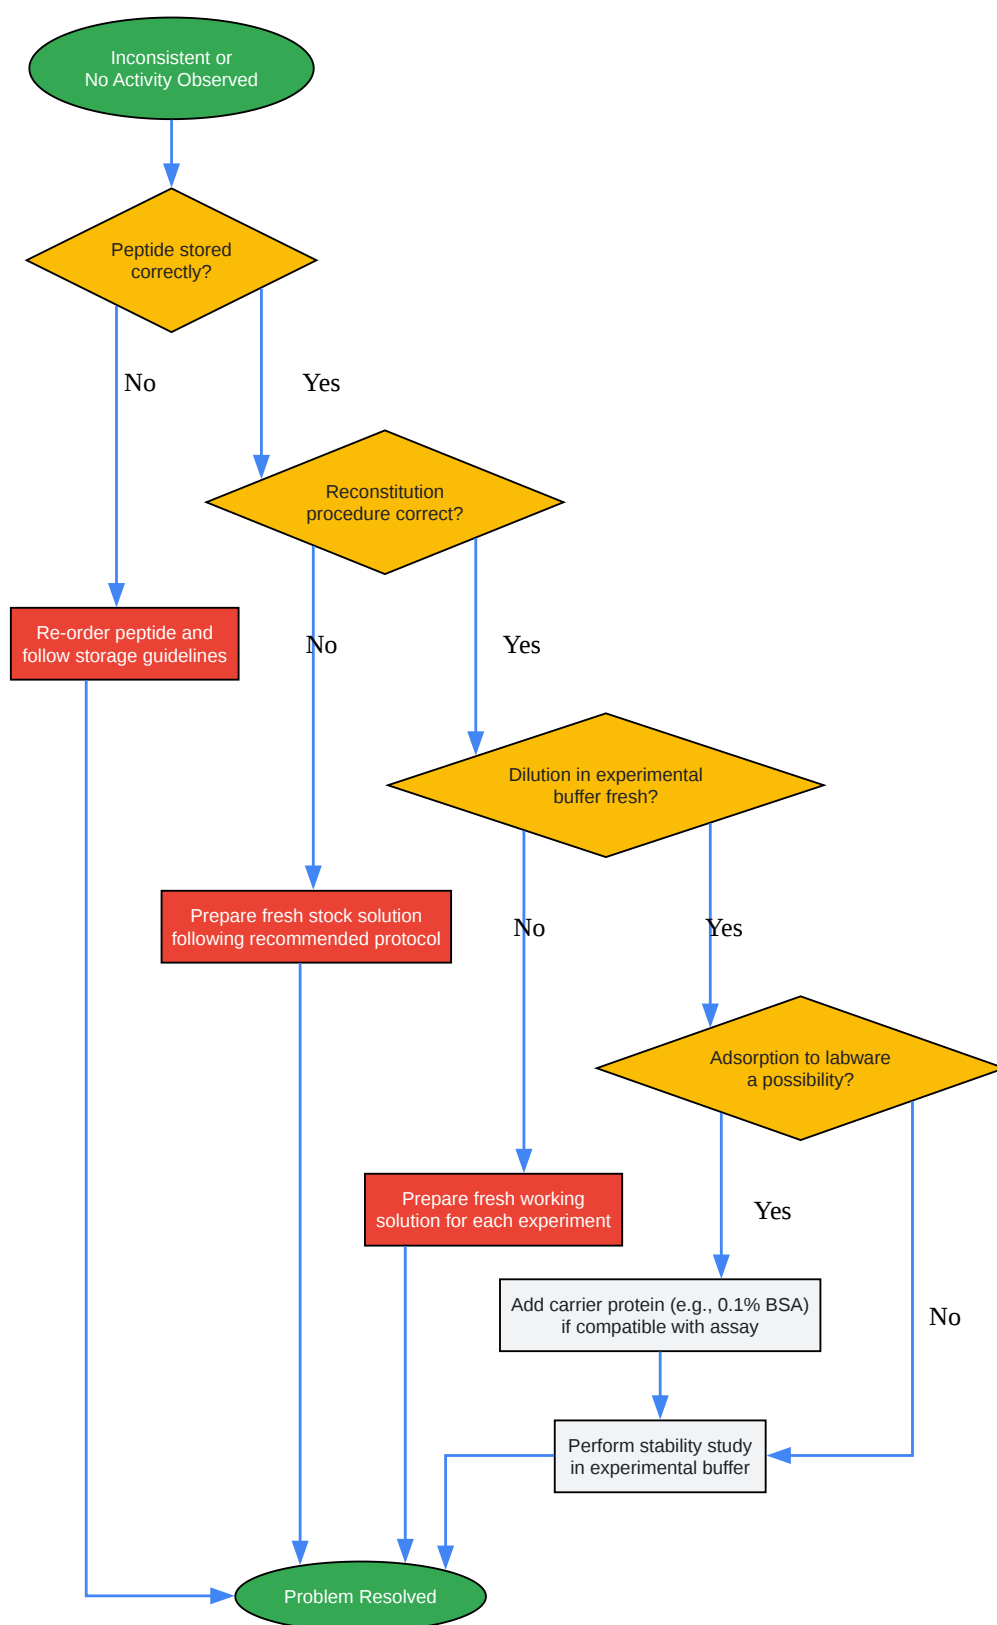 Inconsistent or
No Activity Observed
Peptide stored
correctly?
No
Yes
Reconstitution
procedure correct?
Re-order peptide and
follow storage guidelines
No
Yes
Dilution in experimental
buffer fresh?
Prepare fresh stock solution
following recommended protocol
No
Yes
Adsorption to labware
a possibility?
Prepare fresh working
solution for each experiment
Yes
Add carrier protein (e.g., 0.1% BSA)
if compatible with assay
No
Perform stability study
in experimental buffer
Problem Resolved